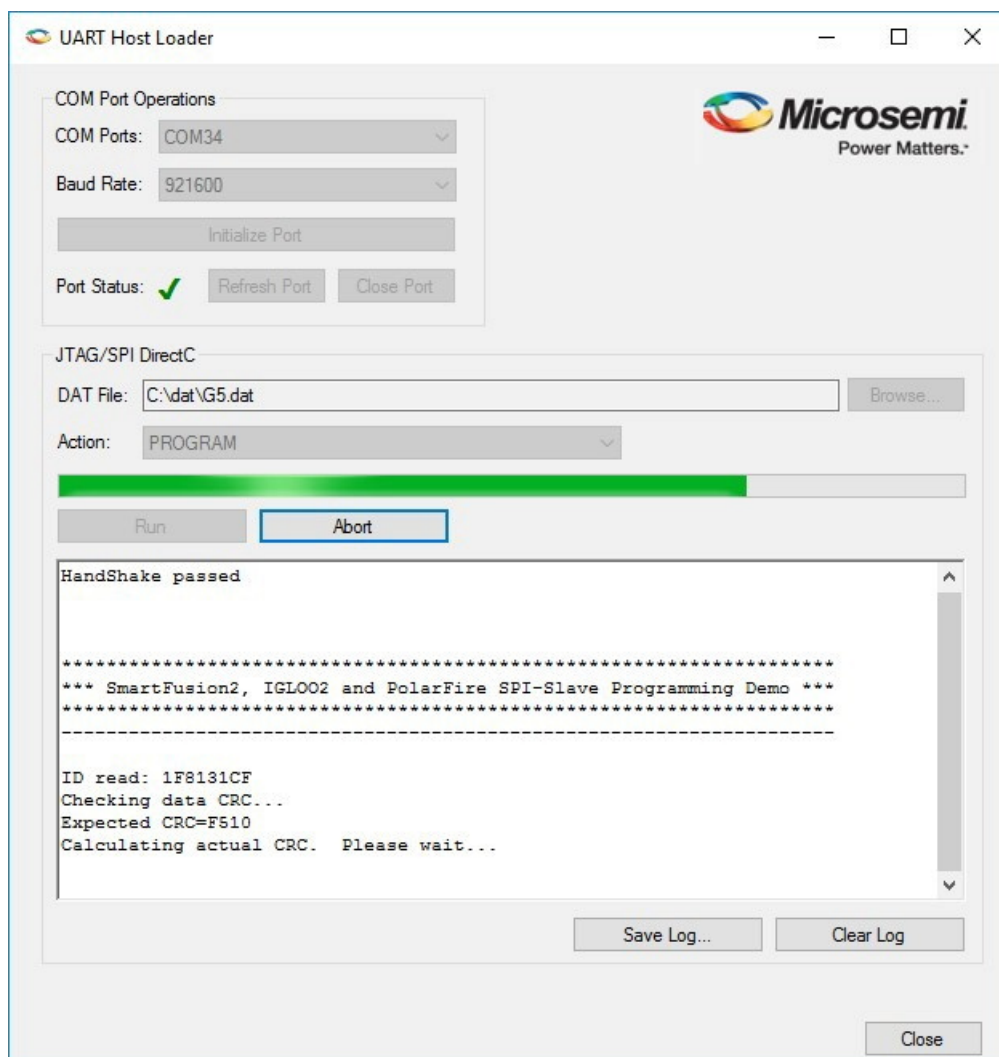 UART Host Loader
COM Port Operations
COM Ports: COM34
Baud Rate: 921600
Initialize Port
Port Status: Refresh Port Close Port
Microsemi
Power Matters.
JTAG/SPI DirectC
DAT File: C:\dat\G5.dat Browse...
Action: PROGRAM
Run Abort
HandShake passed
*********************************************************************
*** SmartFusion2, IGLOO2 and PolarFire SPI-Slave Programming Demo ***
*********************************************************************
---------------------------------------------------------------------
ID read: 1F8131CF
Checking data CRC...
Expected CRC=F510
Calculating actual CRC.  Please wait...
Save Log... Clear Log
Close